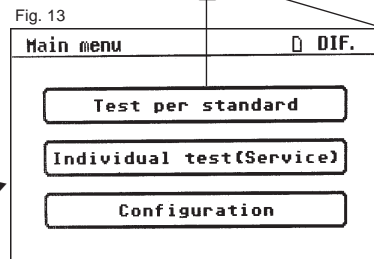 Fig. 13
Main menu DIF.
Test per standard
Individual test(Service)
Configuration